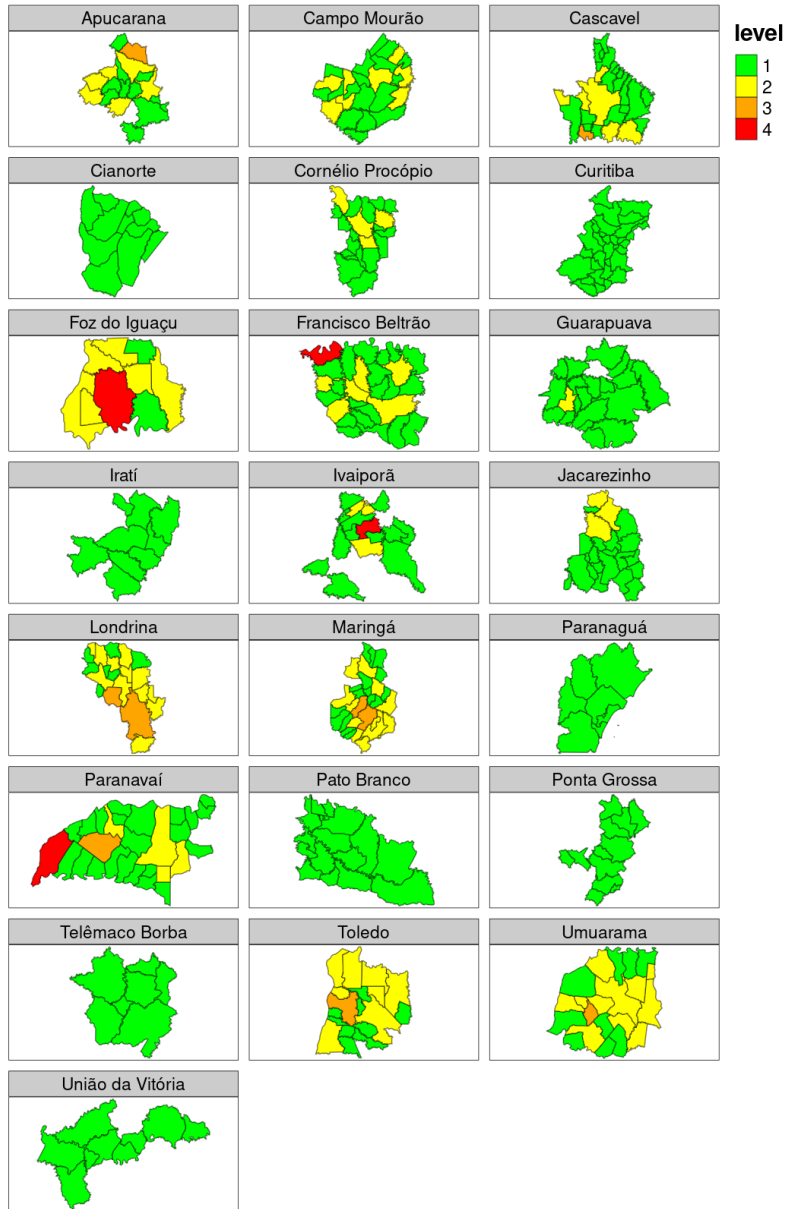 Apucarana
Campo Mourão
Cascavel
level
1
2
3
4
Cianorte
Cornélio Procópio
Curitiba
Foz do Iguaçu
Francisco Beltrão
Guarapuava
Iratí
Ivaiporã
Jacarezinho
Londrina
Maringá
Paranaguá
Paranavaí
Pato Branco
Ponta Grossa
Telêmaco Borba
Toledo
Umuarama
União da Vitória